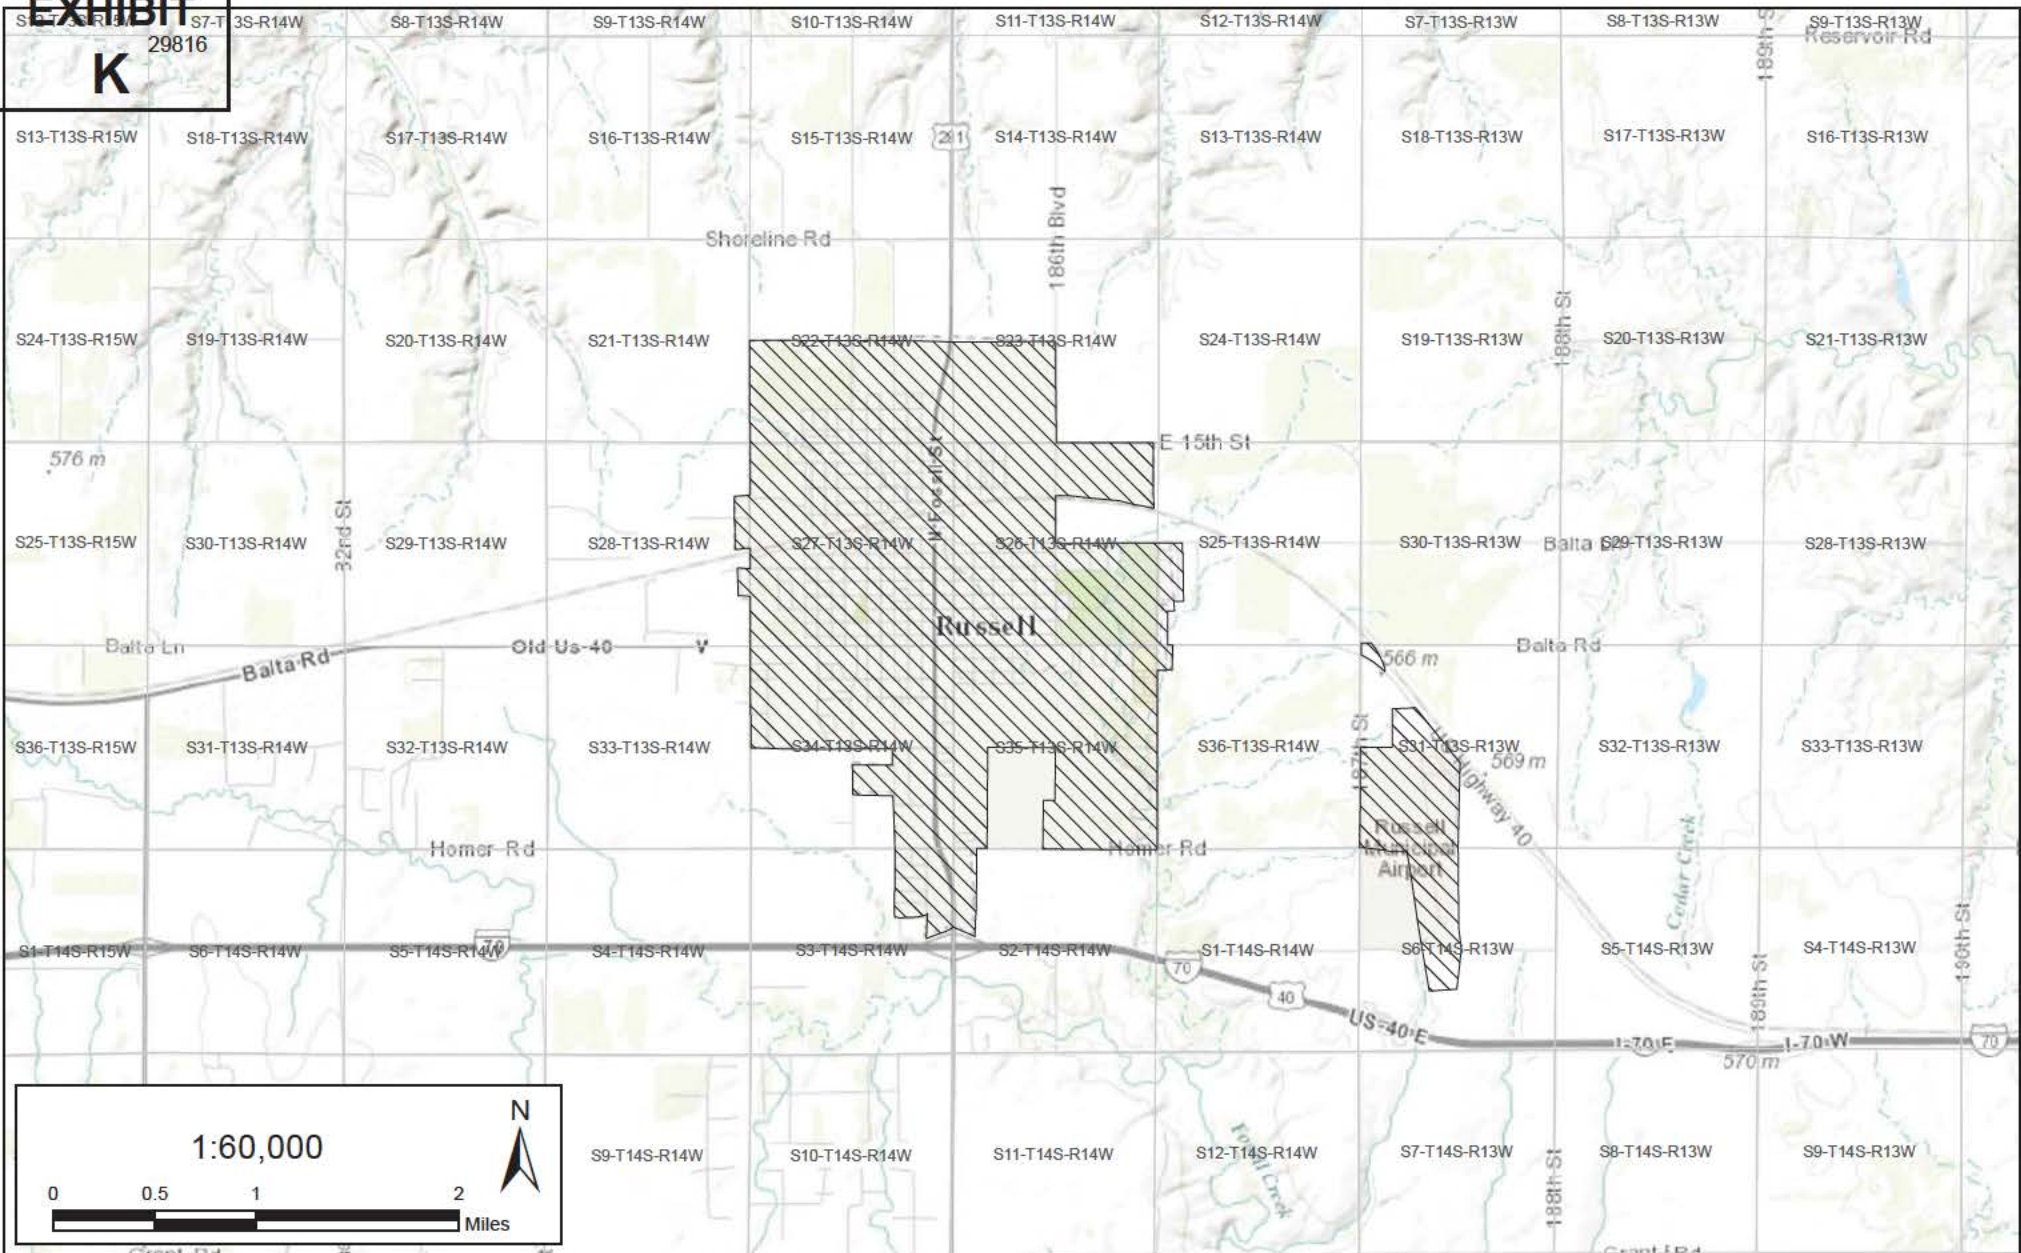 EXHIBIT
29816
K
S7-T13S-R14W
S8-T13S-R14W
S9-T13S-R14W
S10-T13S-R14W
S11-T13S-R14W
S12-T13S-R14W
S7-T13S-R13W
S8-T13S-R13W
S9-T13S-R13W
Reservoir Rd
189th S
S13-T13S-R15W
S18-T13S-R14W
S17-T13S-R14W
S16-T13S-R14W
S15-T13S-R14W
281
S14-T13S-R14W
S13-T13S-R14W
S18-T13S-R13W
S17-T13S-R13W
S16-T13S-R13W
Shoreline Rd
186th Blvd
S24-T13S-R15W
S19-T13S-R14W
S20-T13S-R14W
S21-T13S-R14W
S22-T13S-R14W
S23-T13S-R14W
S24-T13S-R14W
S19-T13S-R13W
188th St
S20-T13S-R13W
S21-T13S-R13W
576 m
E 15th St
N Fossil St
32nd St
S25-T13S-R15W
S30-T13S-R14W
S29-T13S-R14W
S28-T13S-R14W
S27-T13S-R14W
S26-T13S-R14W
S25-T13S-R14W
S30-T13S-R13W
Balta Ln
S29-T13S-R13W
S28-T13S-R13W
Russell
Balta Ln
Balta Rd
Old Us-40
V
566 m
Balta Rd
S36-T13S-R15W
S31-T13S-R14W
S32-T13S-R14W
S33-T13S-R14W
S34-T13S-R14W
S35-T13S-R14W
S36-T13S-R14W
187th St
S31-T13S-R13W
S32-T13S-R13W
S33-T13S-R13W
569 m
Highway 40
Homer Rd
Homer Rd
Russell
Municipal
Airport
Cedar Creek
S1-T14S-R15W
S6-T14S-R14W
S5-T14S-R14W
70
S4-T14S-R14W
S3-T14S-R14W
S2-T14S-R14W
S1-T14S-R14W
S6-T14S-R13W
S5-T14S-R13W
S4-T14S-R13W
189th St
190th St
70
40
US-40 E
I-70 E
I-70 W
70
570 m
N
1:60,000
0 0.5 1 2
Miles
S9-T14S-R14W
S10-T14S-R14W
S11-T14S-R14W
S12-T14S-R14W
Fossil Creek
S7-T14S-R13W
188th St
S8-T14S-R13W
S9-T14S-R13W